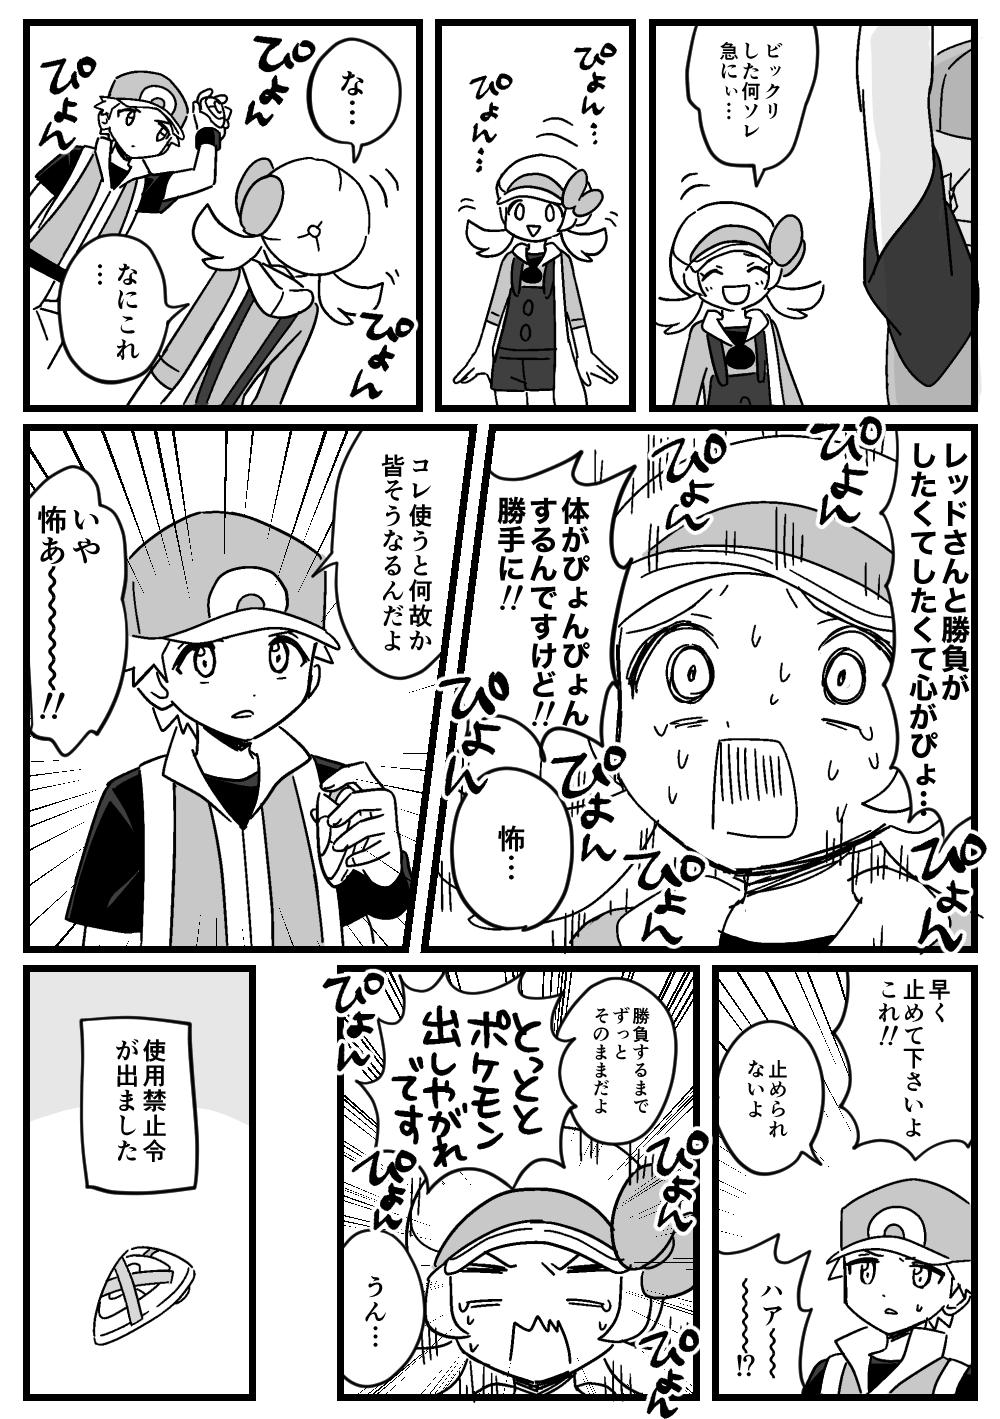 ビックリ
した何ソレ
急にぃ…
ぴょん…
ぴょん…
ぴょん
な…
ぴょん
なにこれ
…
ぴょん
レッドさんと勝負が
したくてしたくて心がぴょ…
ぴょん
ぴょん
体がぴょんぴょん
するんですけど!!
勝手に!!
ぴょん
ぴょん
ぴょん
怖…
ぴょん
コレ使うと何故か
皆そうなるんだよ
いや
怖あ〜〜〜〜!!
早く
止めて下さいよ
これ!!
止められ
ないよ
ハア〜〜〜〜!?
勝負するまで
ずっと
そのままだよ
とっとと
ポケモン
出しやがれ
です
ぴょん
ぴょん
ぴょん
ぴょん
うん…
使用禁止令
が出ました